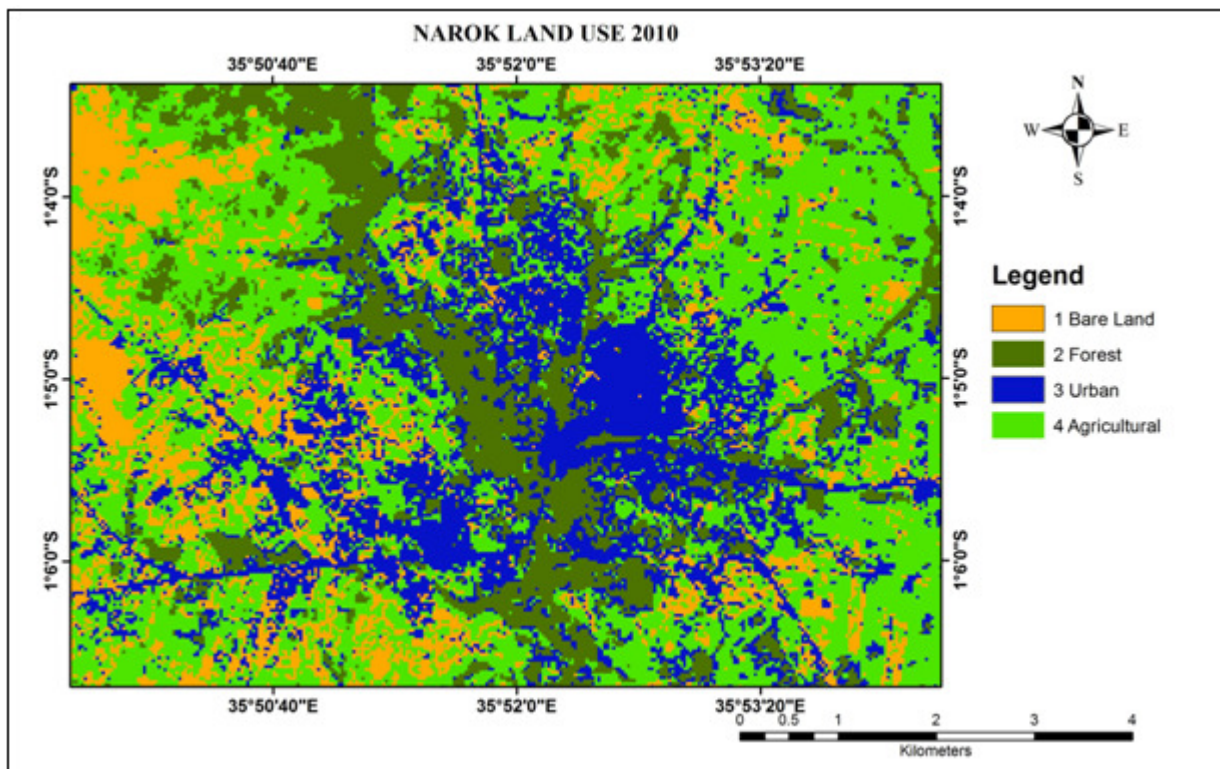 NAROK LAND USE 2010
35°50'40"E 35°52'0"E 35°53'20"E
N
W E
S
1°4'0"S 1°4'0"S
Legend
1 Bare Land
2 Forest
3 Urban
4 Agricultural
1°5'0"S 1°5'0"S
1°6'0"S 1°6'0"S
35°50'40"E 35°52'0"E 35°53'20"E
0 0.5 1 2 3 4
Kilometers